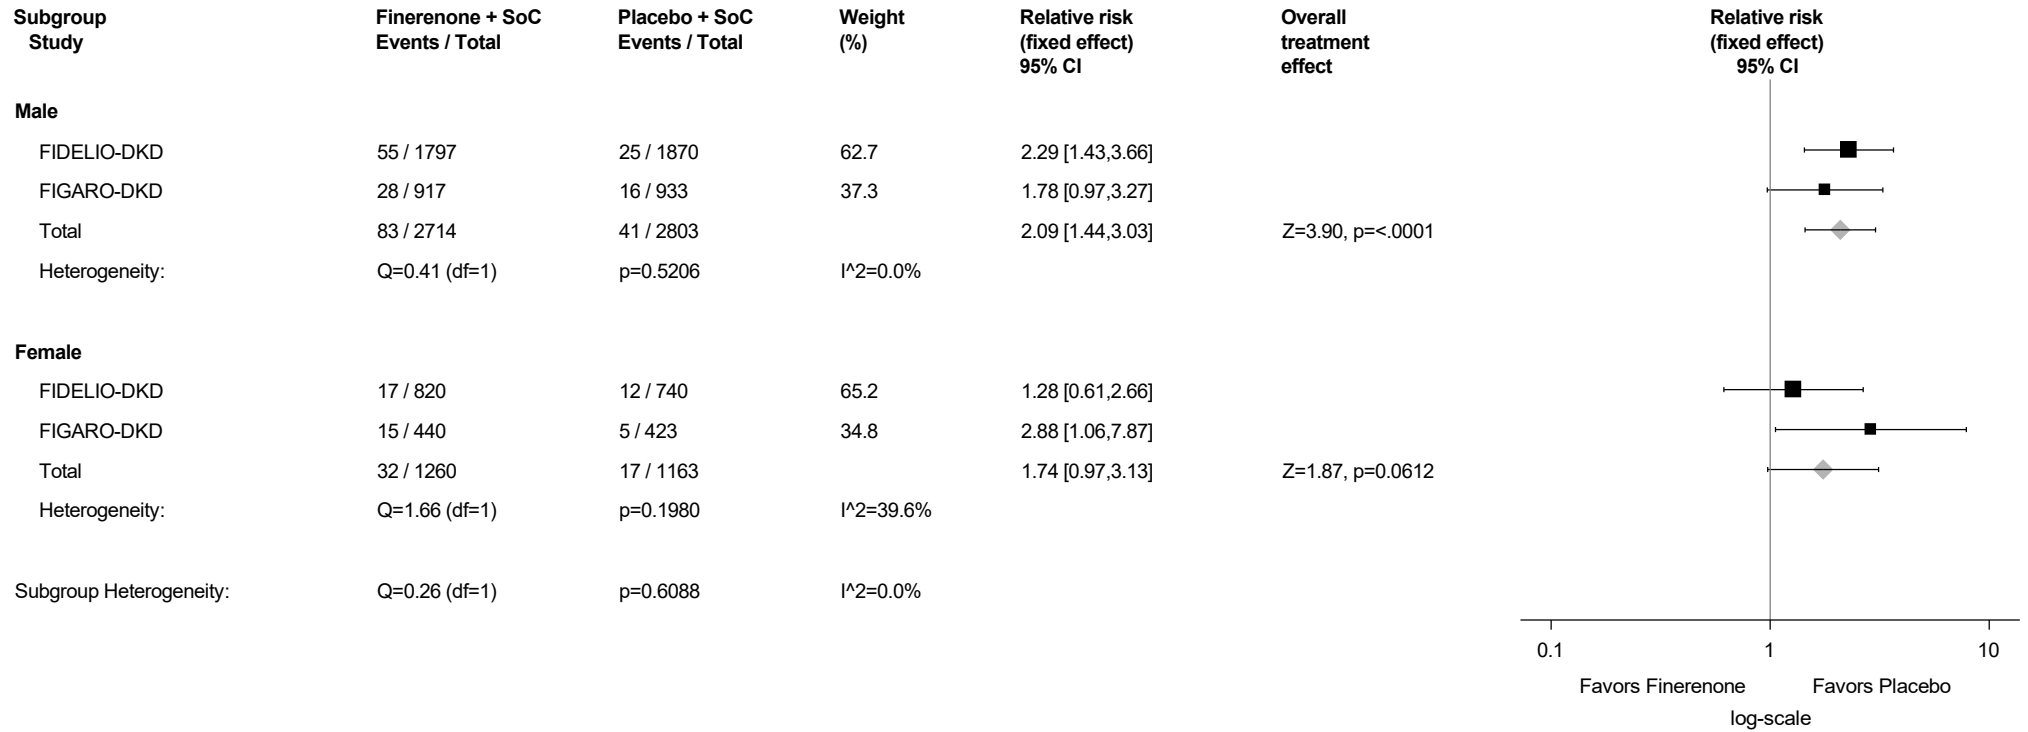 Subgroup Finerenone + SoC Placebo + SoC Weight Relative risk Overall Relative risk
Study Events / Total Events / Total (%) (fixed effect) treatment (fixed effect)
95% CI effect 95% CI
Male
FIDELIO-DKD 55 / 1797 25 / 1870 62.7 2.29 [1.43,3.66]
FIGARO-DKD 28 / 917 16 / 933 37.3 1.78 [0.97,3.27]
Total 83 / 2714 41 / 2803 2.09 [1.44,3.03] Z=3.90, p=<.0001
Heterogeneity: Q=0.41 (df=1) p=0.5206 I^2=0.0%
Female
FIDELIO-DKD 17 / 820 12 / 740 65.2 1.28 [0.61,2.66]
FIGARO-DKD 15 / 440 5 / 423 34.8 2.88 [1.06,7.87]
Total 32 / 1260 17 / 1163 1.74 [0.97,3.13] Z=1.87, p=0.0612
Heterogeneity: Q=1.66 (df=1) p=0.1980 I^2=39.6%
Subgroup Heterogeneity: Q=0.26 (df=1) p=0.6088 I^2=0.0%
0.1 1 10
Favors Finerenone Favors Placebo
log-scale